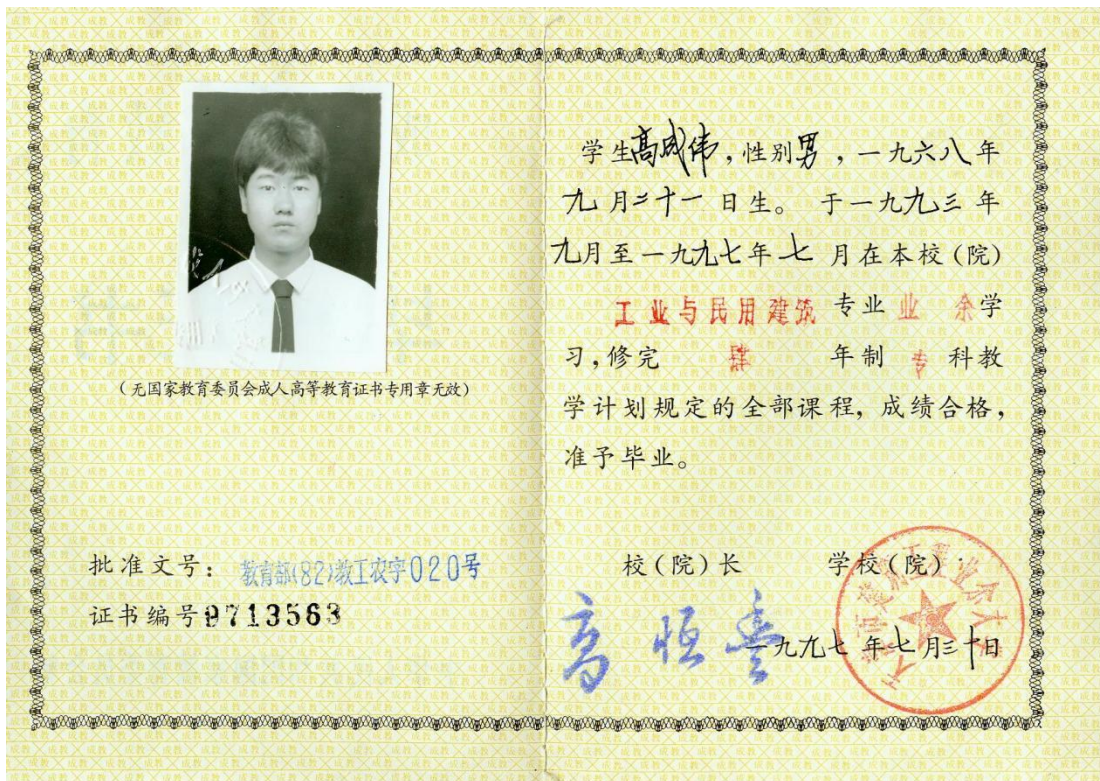 (无国家教育委员会成人高等教育证书专用章无效)
批准文号: 教育部(82)教工农字020号
证书编号9713563
学生高成伟,性别男,一九六八年
九月二十一日生。于一九九三年
九月至一九九七年七月在本校(院)
工业与民用建筑专业业余学
习,修完肆年制专科教
学计划规定的全部课程,成绩合格,
准予毕业。
校(院)长 学校(院)
高恒
一九九七年七月三十日